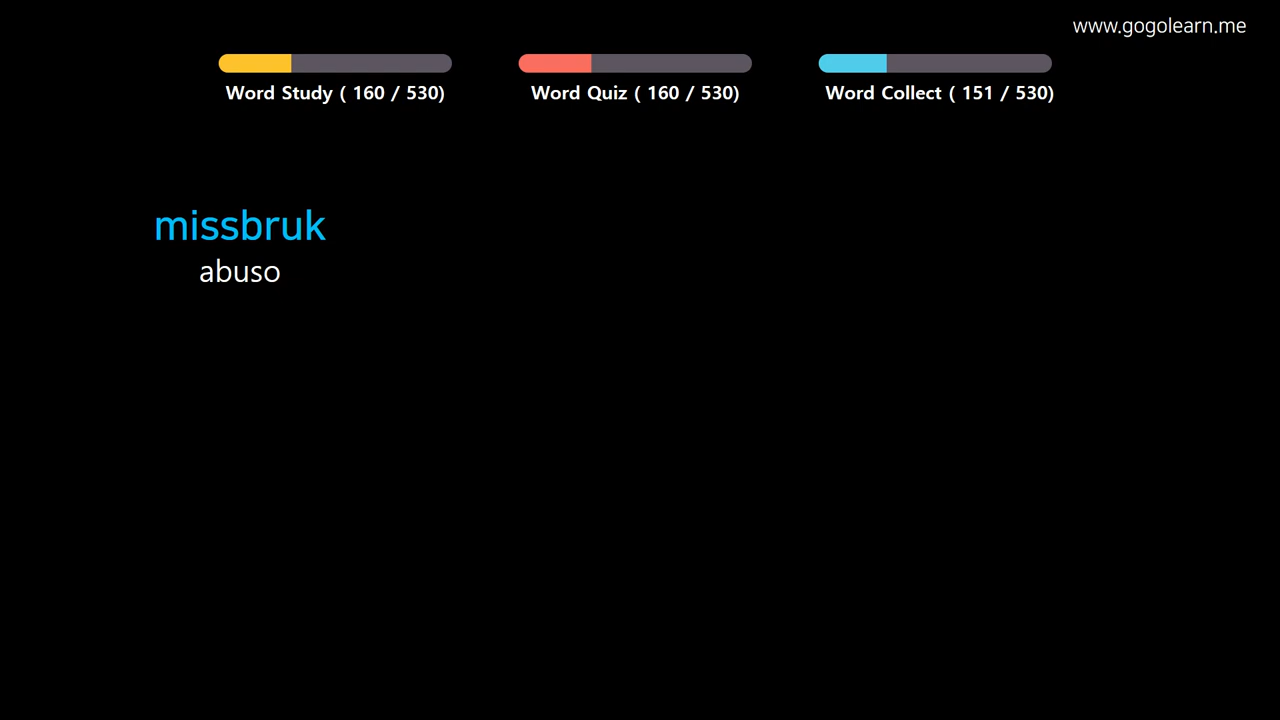 www.gogolearn.me
Word Study ( 160 / 530)
Word Quiz ( 160 / 530)
Word Collect ( 151 / 530)
missbruk
abuso